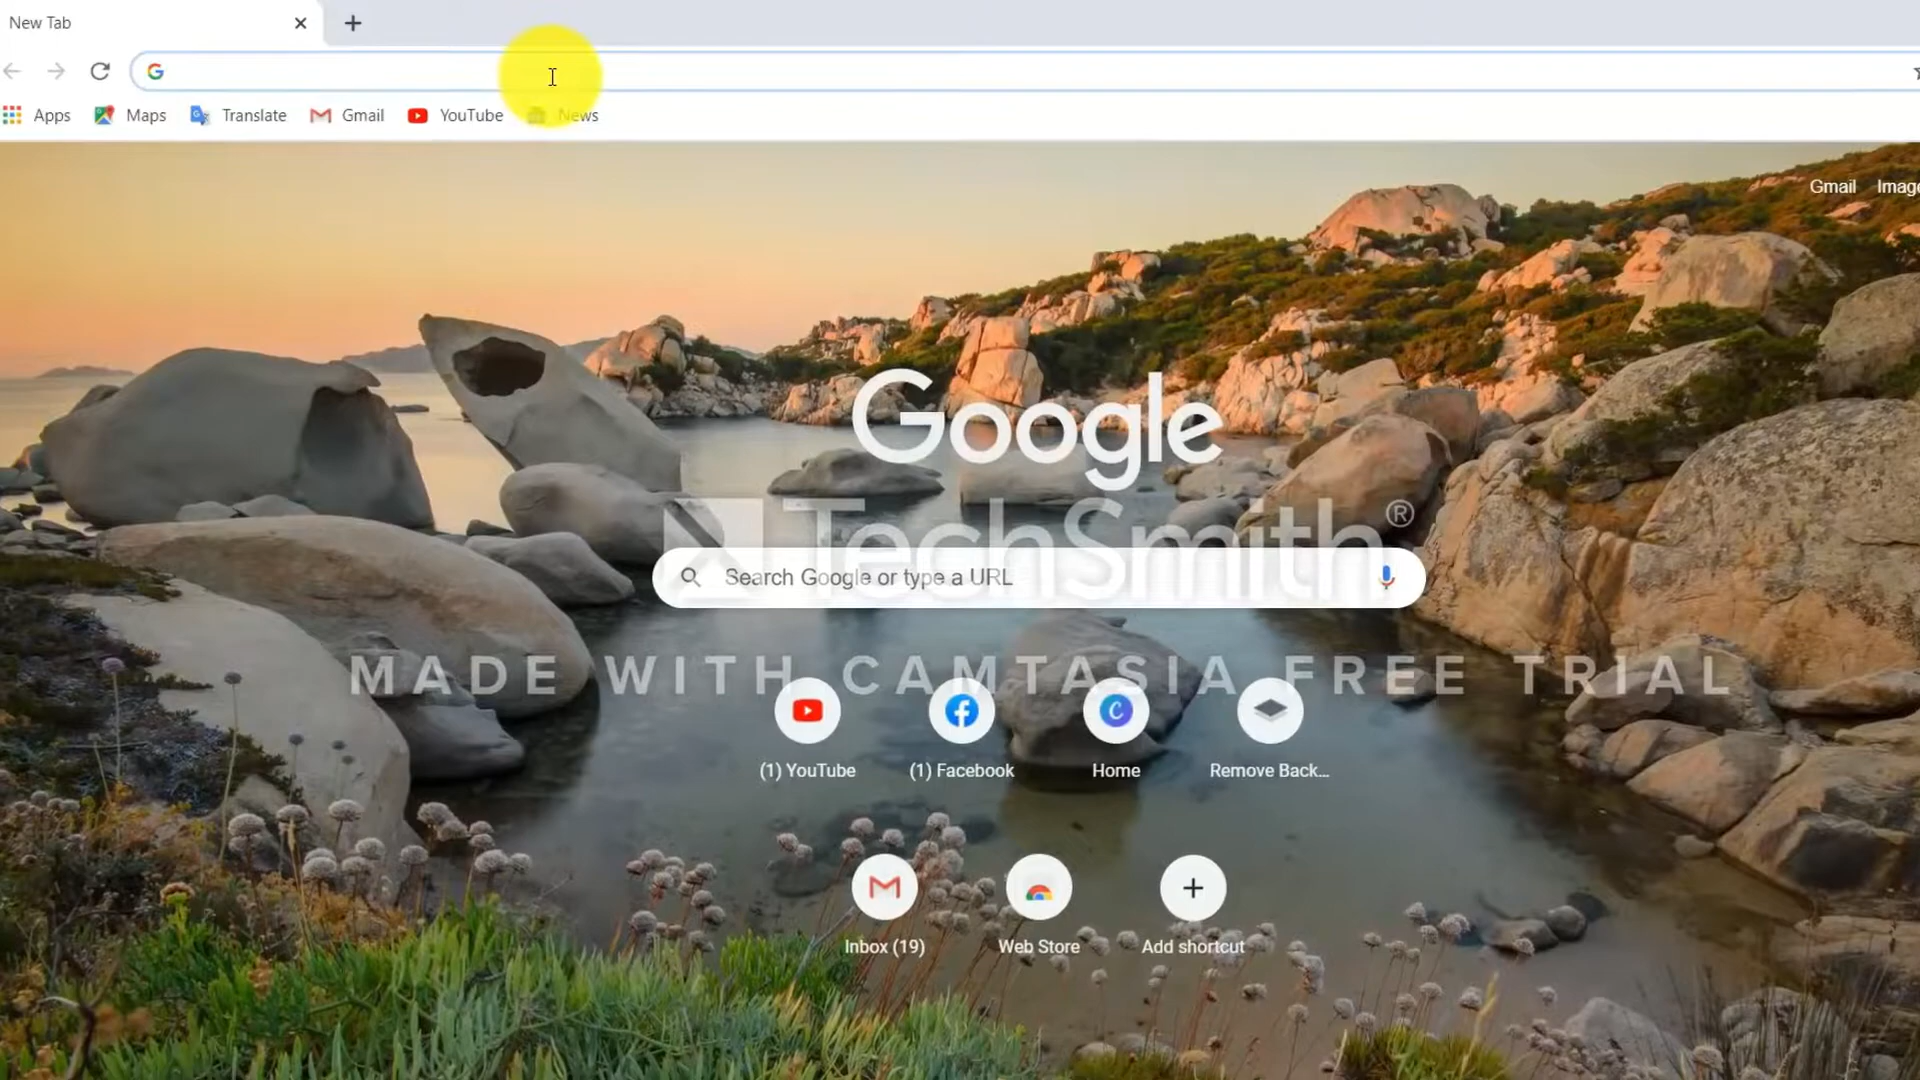 New Tab
Apps Maps Translate Gmail YouTube News
Gmail
Google
TechSmith®
Search Google or type a URL
MADE WITH CAMTASIA FREE TRIAL
(1) YouTube (1) Facebook Home Remove Back...
Inbox (19) Web Store Add shortcut